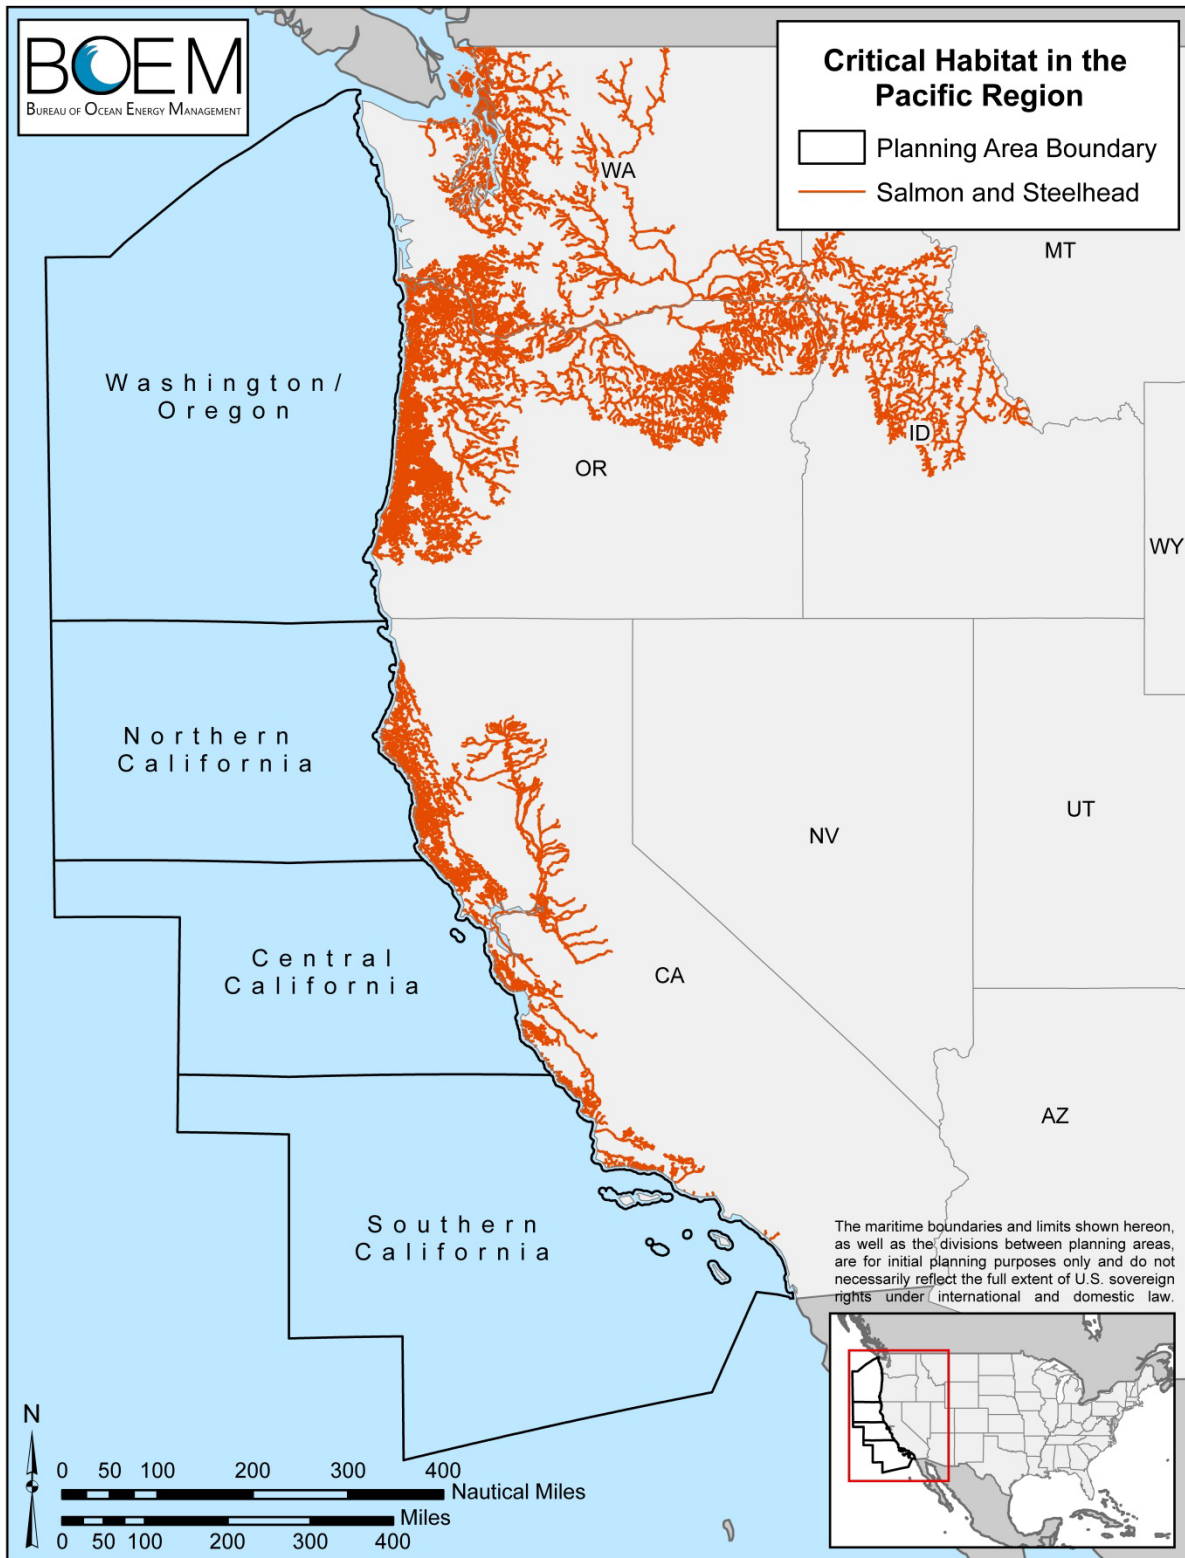 BOEM
BUREAU OF OCEAN ENERGY MANAGEMENT
Critical Habitat in the
Pacific Region
Planning Area Boundary
Salmon and Steelhead
WA
MT
Washington/
Oregon
ID
OR
WY
Northern
California
UT
NV
Central
California
CA
AZ
Southern
California
The maritime boundaries and limits shown hereon,
as well as the divisions between planning areas,
are for initial planning purposes only and do not
necessarily reflect the full extent of U.S. sovereign
rights under international and domestic law.
N
0 50 100 200 300 400
Nautical Miles
Miles
0 50 100 200 300 400